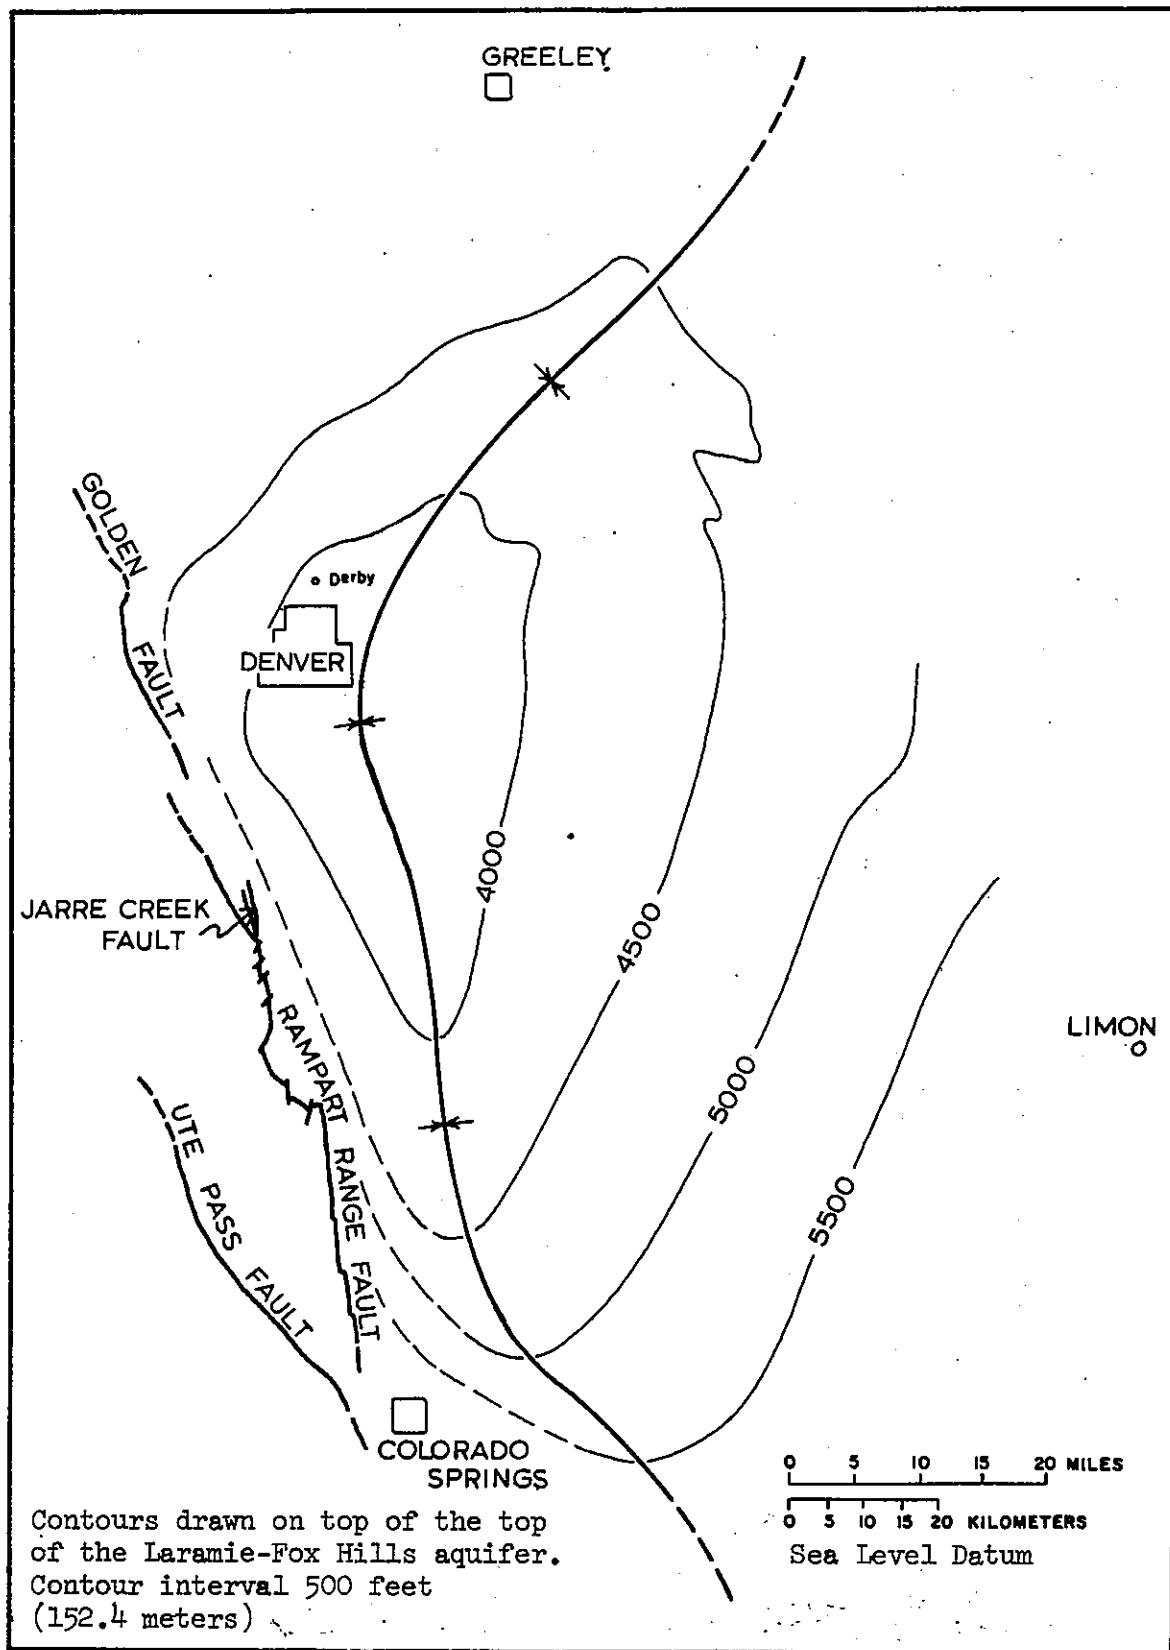 GREELEY
GOLDEN
FAULT
Derby
DENVER
4000
4500
5000
5500
JARRE CREEK
FAULT
RAMPART RANGE FAULT
UTE PASS FAULT
LIMON
COLORADO
SPRINGS
0 5 10 15 20 MILES
0 5 10 15 20 KILOMETERS
Sea Level Datum
Contours drawn on top of the top
of the Laramie-Fox Hills aquifer.
Contour interval 500 feet
(152.4 meters)